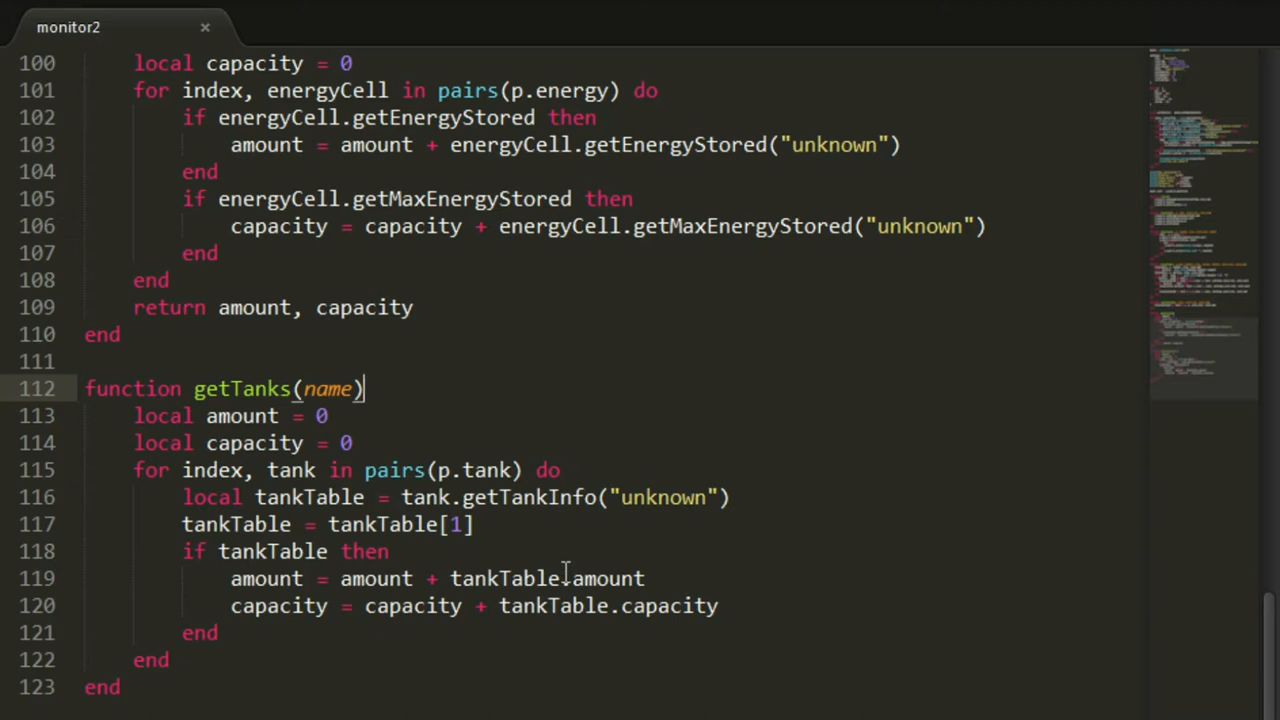 monitor2 ×
100 local capacity = 0
101 for index, energyCell in pairs(p.energy) do
102 if energyCell.getEnergyStored then
103 amount = amount + energyCell.getEnergyStored("unknown")
104 end
105 if energyCell.getMaxEnergyStored then
106 capacity = capacity + energyCell.getMaxEnergyStored("unknown")
107 end
108 end
109 return amount, capacity
110 end
111
112 function getTanks(name)
113 local amount = 0
114 local capacity = 0
115 for index, tank in pairs(p.tank) do
116 local tankTable = tank.getTankInfo("unknown")
117 tankTable = tankTable[1]
118 if tankTable then
119 amount = amount + tankTable.amount
120 capacity = capacity + tankTable.capacity
121 end
122 end
123 end